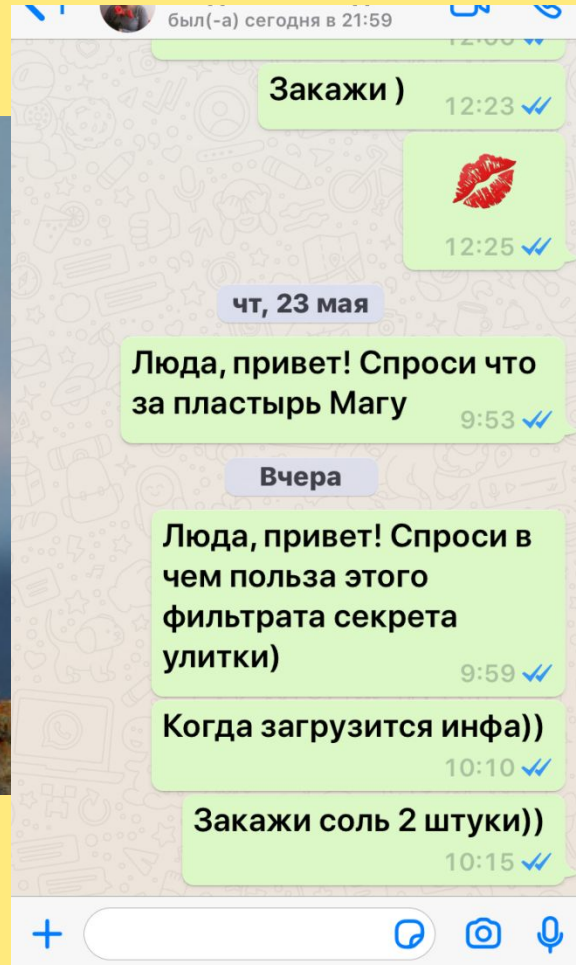 был(-а) сегодня в 21:59
Закажи )
12:23
12:25
чт, 23 мая
Люда, привет! Спроси что
за пластырь Магу
9:53
Вчера
Люда, привет! Спроси в
чем польза этого
фильтрата секрета
улитки)
9:59
Когда загрузится инфа))
10:10
Закажи соль 2 штуки))
10:15